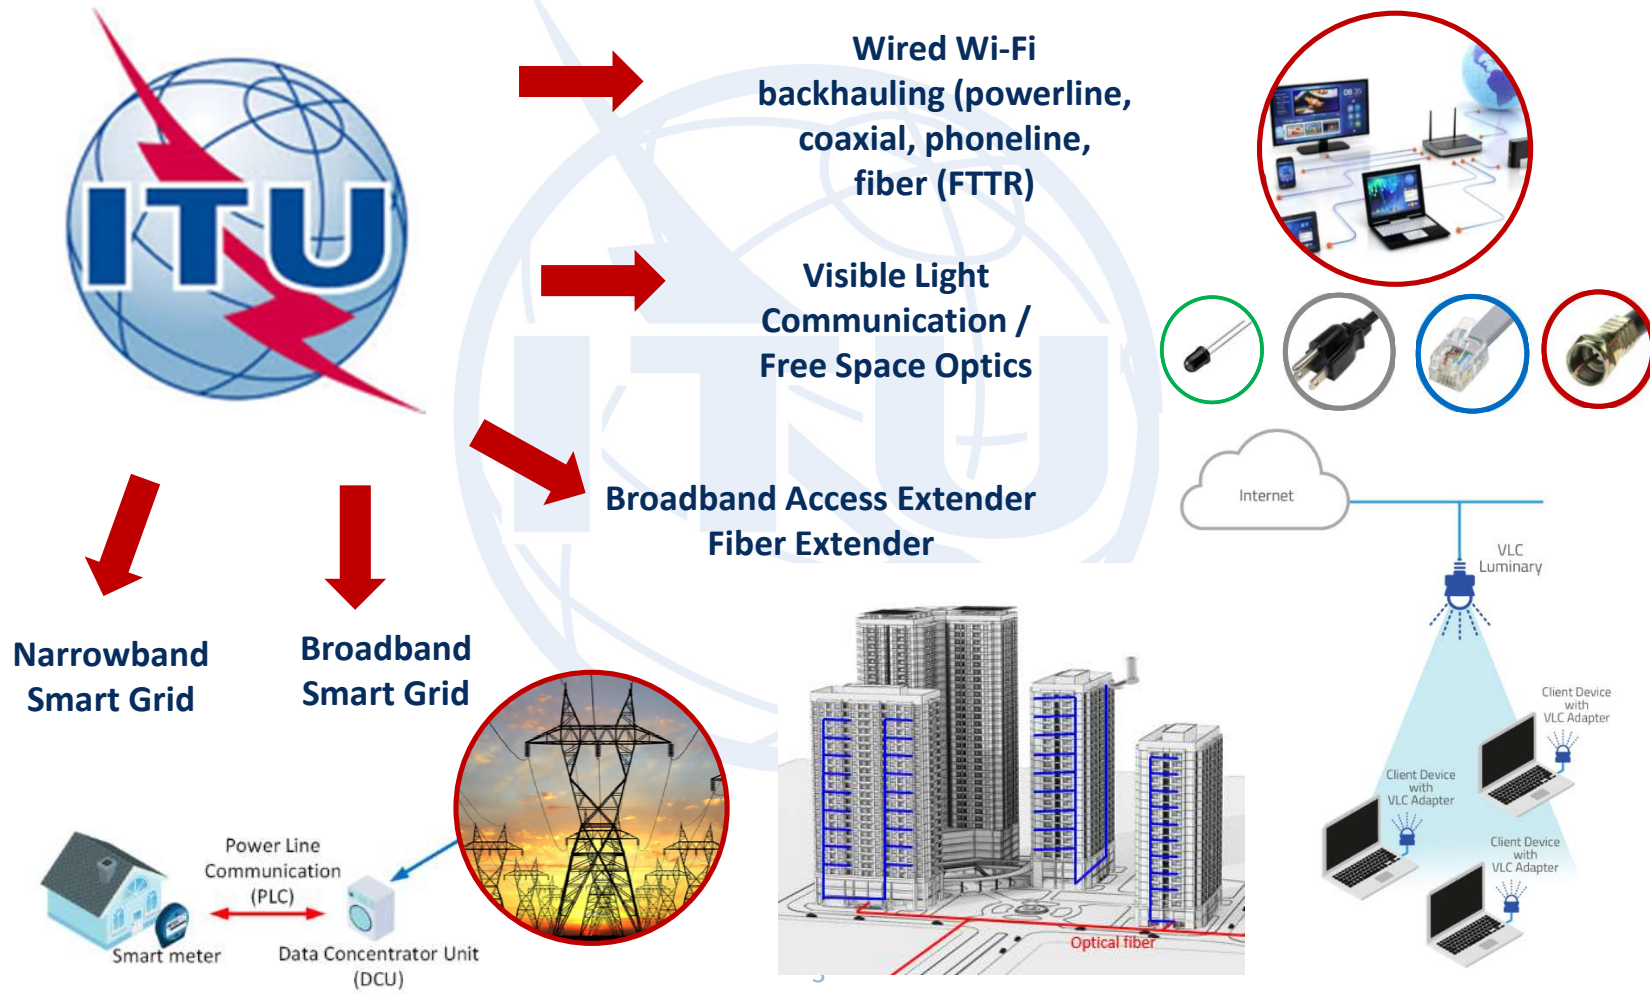 ITU
Wired Wi-Fi
backhauling (powerline,
coaxial, phoneline,
fiber (FTTR)
08:35
Visible Light
Communication /
Free Space Optics
Broadband Access Extender
Fiber Extender
ITU
Narrowband
Smart Grid
Broadband
Smart Grid
Internet
VLC
Luminary
Client Device
with
VLC Adapter
Client Device
with
VLC Adapter
Client Device
with
VLC Adapter
Power Line
Communication
(PLC)
Smart meter
Data Concentrator Unit
(DCU)
Optical fiber